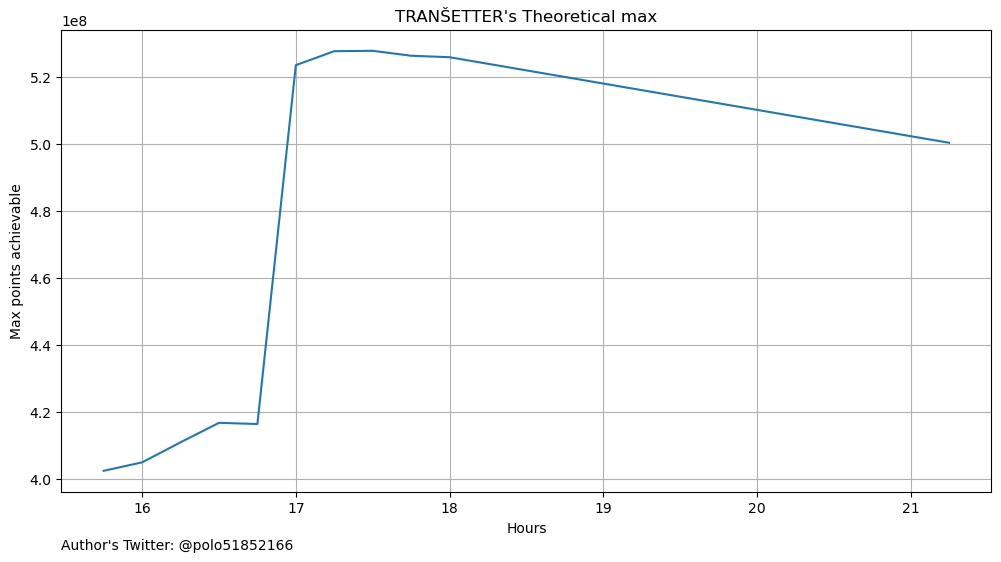 TRANŠETTER's Theoretical max
1e8
Max points achievable
5.2
5.0
4.8
4.6
4.4
4.2
4.0
16 17 18 19 20 21
Hours
Author's Twitter: @polo51852166